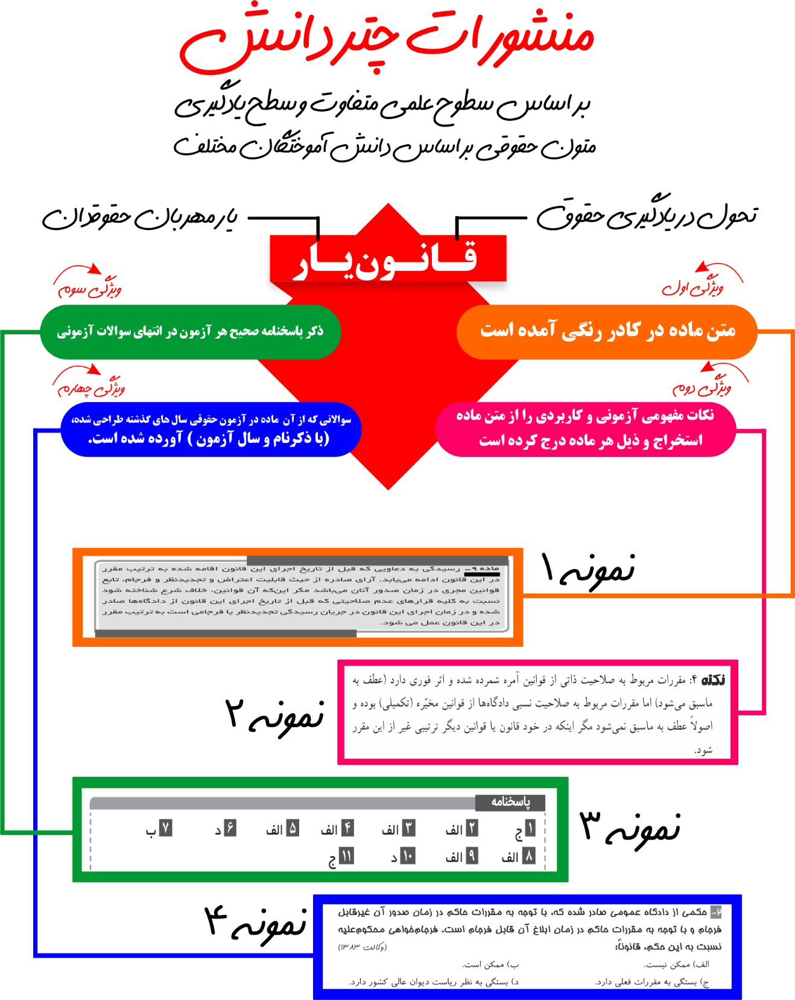 منشورات چتر دانش
بر اساس سطوح علمی متفاوت و سطح یادگیری
متون حقوقی بر اساس دانش آموختگان مختلف
تحول در یادگیری حقوق
یار مهربان حقوقدان
قانون‌یار
ویژگی اول
متن ماده در کادر رنگی آمده است
ویژگی دوم
نکات مفهومی آزمونی و کاربردی را از متن ماده
استخراج و ذیل هر ماده درج کرده است
ویژگی سوم
ذکر پاسخنامه صحیح هر آزمون در انتهای سوالات آزمونی
ویژگی چهارم
سوالاتی که از آن ماده در آزمون حقوقی سال های گذشته طراحی شده،
(با ذکرنام و سال آزمون ) آورده شده است.
نمونه ۱
ماده ۹- رسیدگی به دعاویی که قبل از تاریخ اجرای این قانون اقامه شده به ترتیب مقرر
در این قانون ادامه می‌یابد. آرای صادره از حیث قابلیت اعتراض و تجدیدنظر و فرجام، تابع
قوانین مجری در زمان صدور آنان می‌باشد مگر این‌که آن قوانین، خلاف شرع شناخته شود
نسبت به کلیه قرارهای عدم صلاحیتی که قبل از تاریخ اجرای این قانون از دادگاه‌ها صادر
شده و در زمان اجرای این قانون در جریان رسیدگی تجدیدنظر یا فرجامی است به ترتیب مقرر
در این قانون عمل می شود.
نمونه ۲
نکته ۴: مقررات مربوط به صلاحیت ذاتی از قوانین آمره شمرده شده و اثر فوری دارد (عطف به
ماسبق می‌شود) اما مقررات مربوط به صلاحیت نسبی دادگاه‌ها از قوانین مخیّره (تکمیلی) بوده و
اصولاً عطف به ماسبق نمی‌شود مگر اینکه در خود قانون یا قوانین دیگر ترتیبی غیر از این مقرر
شود.
نمونه ۳
پاسخنامه
۱ ج ۲ الف ۳ الف ۴ الف ۵ الف ۶ د ۷ ب
۸ الف ۹ الف ۱۰ د ۱۱ ج
نمونه ۴
۲- حکمی از دادگاه عمومی صادر شده که، با توجه به مقررات حاکم در زمان صدور آن غیرقابل
فرجام و با توجه به مقررات حاکم در زمان ابلاغ آن قابل فرجام است. فرجام‌خواهی محکوم‌علیه
نسبت به این حکم، قانوناً: (وکالت ۱۳۸۳)
الف) ممکن نیست. ب) ممکن است.
ج) بستگی به مقررات فعلی دارد. د) بستگی به نظر ریاست دیوان عالی کشور دارد.